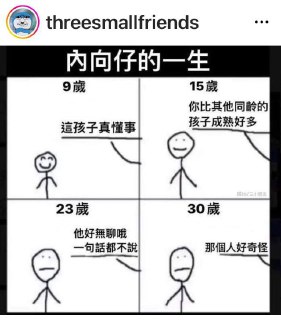 threesmallfriends
內向仔的一生
9歲
這孩子真懂事
15歲
你比其他同齡的
孩子成熟好多
23歲
他好無聊哦
一句話都不說
30歲
那個人好奇怪